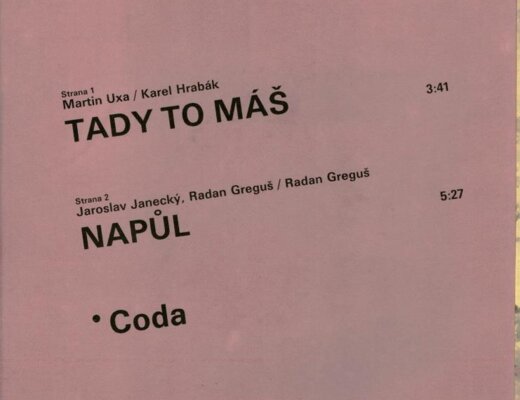 Strana 1
Martin Uxa / Karel Hrabák
TADY TO MÁŠ 3:41
Strana 2
Jaroslav Janecký, Radan Greguš / Radan Greguš
NAPŮL 5:27
• Coda